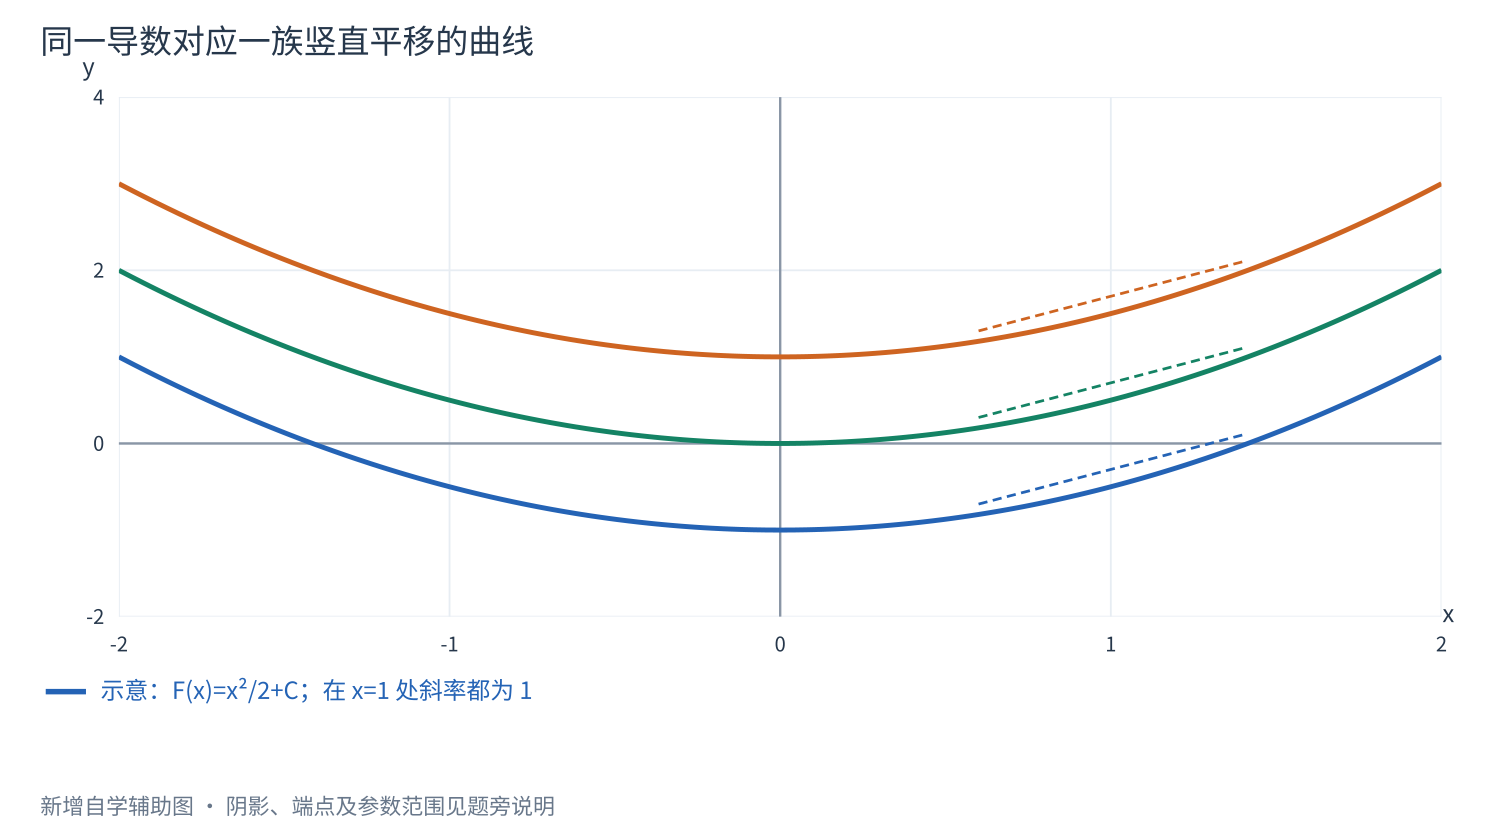 同一导数对应一族竖直平移的曲线
y
4
2
0
-2
x
-2 -1 0 1 2
示意：F(x)=x²/2+C；在 x=1 处斜率都为 1
新增自学辅助图 · 阴影、端点及参数范围见题旁说明